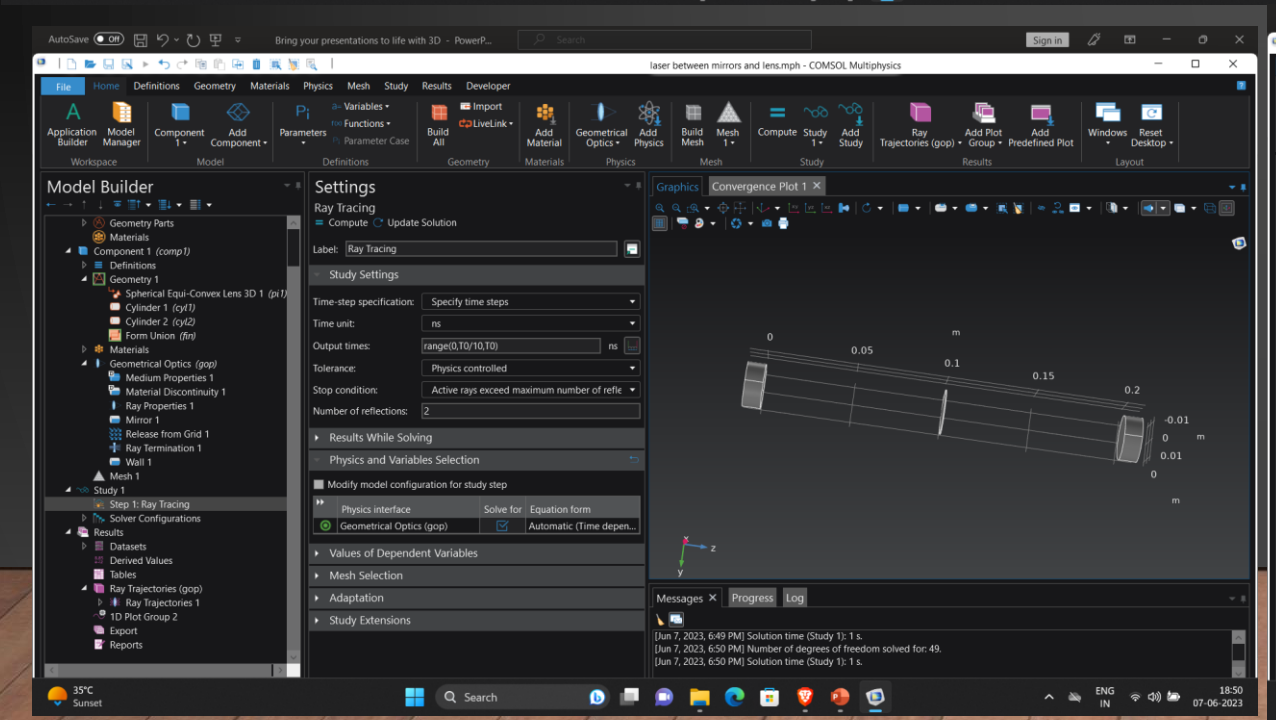 AutoSave Off Bring your presentations to life with 3D - PowerP... Search Sign in
laser between mirrors and lens.mph - COMSOL Multiphysics
File Home Definitions Geometry Materials Physics Mesh Study Results Developer
Application Builder Model Manager Workspace
Component 1 Add Component Model
Parameters Variables Functions Parameter Case Definitions
Build All Import LiveLink Geometry
Add Material Materials
Geometrical Optics Add Physics Physics
Build Mesh Mesh 1 Mesh
Compute Study 1 Add Study Study
Ray Trajectories (gop) Add Plot Group Add Predefined Plot Results
Windows Reset Desktop Layout
Model Builder
Geometry Parts
Materials
Component 1 (comp1)
Definitions
Geometry 1
Spherical Equi-Convex Lens 3D 1 (pi1)
Cylinder 1 (cyl1)
Cylinder 2 (cyl2)
Form Union (fin)
Materials
Geometrical Optics (gop)
Medium Properties 1
Material Discontinuity 1
Ray Properties 1
Mirror 1
Release from Grid 1
Ray Termination 1
Wall 1
Mesh 1
Study 1
Step 1: Ray Tracing
Solver Configurations
Results
Datasets
Derived Values
Tables
Ray Trajectories (gop)
Ray Trajectories 1
1D Plot Group 2
Export
Reports
Settings
Ray Tracing
Compute Update Solution
Label: Ray Tracing
Study Settings
Time-step specification: Specify time steps
Time unit: ns
Output times: range(0,T0/10,T0) ns
Tolerance: Physics controlled
Stop condition: Active rays exceed maximum number of refle
Number of reflections: 2
Results While Solving
Physics and Variables Selection
Modify model configuration for study step
Physics interface Solve for Equation form
Geometrical Optics (gop) Automatic (Time depen...
Values of Dependent Variables
Mesh Selection
Adaptation
Study Extensions
Graphics Convergence Plot 1
0 0.05 m 0.1 0.15 0.2
-0.01
0 m
0.01
0
m
x
z
y
Messages Progress Log
[Jun 7, 2023, 6:49 PM] Solution time (Study 1): 1 s.
[Jun 7, 2023, 6:50 PM] Number of degrees of freedom solved for: 49.
[Jun 7, 2023, 6:50 PM] Solution time (Study 1): 1 s.
35°C
Sunset
Search
ENG
IN
18:50
07-06-2023